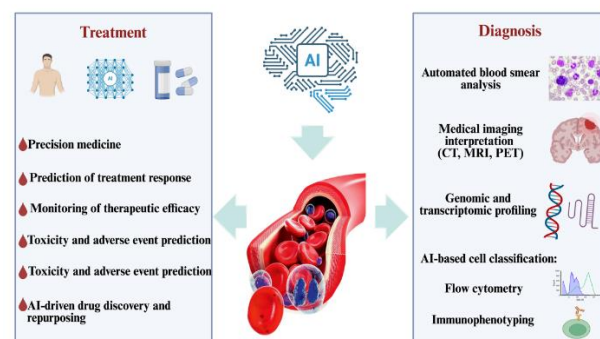 Treatment
AI
Precision medicine
Prediction of treatment response
Monitoring of therapeutic efficacy
Toxicity and adverse event prediction
Toxicity and adverse event prediction
AI-driven drug discovery and
repurposing
AI
Diagnosis
Automated blood smear
analysis
Medical imaging
interpretation
(CT, MRI, PET)
Genomic and
transcriptomic profiling
AI-based cell classification:
Flow cytometry
Immunophenotyping